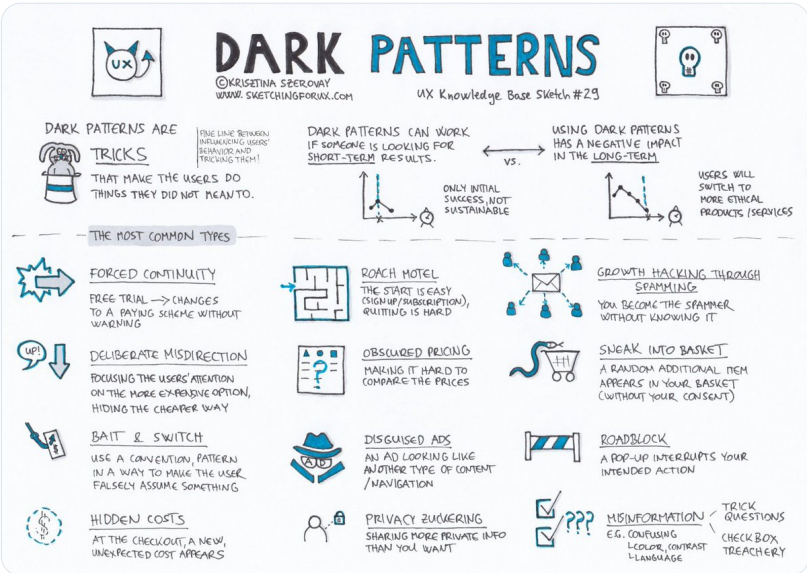 UX
DARK PATTERNS
©KRISZTINA SZEROVAY
WWW.SKETCHINGFORUX.COM
UX Knowledge Base Sketch #29
DARK PATTERNS ARE
TRICKS
THAT MAKE THE USERS DO
THINGS THEY DID NOT MEAN TO.
FINE LINE BETWEEN
INFLUENCING USERS'
BEHAVIOR AND
TRICKING THEM!
DARK PATTERNS CAN WORK
IF SOMEONE IS LOOKING FOR
SHORT-TERM RESULTS.
VS.
USING DARK PATTERNS
HAS A NEGATIVE IMPACT
IN THE LONG-TERM
ONLY INITIAL
SUCCESS, NOT
SUSTAINABLE
USERS WILL
SWITCH TO
MORE ETHICAL
PRODUCTS/SERVICES
THE MOST COMMON TYPES
FORCED CONTINUITY
FREE TRIAL → CHANGES
TO A PAYING SCHEME WITHOUT
WARNING
ROACH MOTEL
THE START IS EASY
(SIGNUP/SUBSCRIPTION),
QUITTING IS HARD
GROWTH HACKING THROUGH
SPAMMING
YOU BECOME THE SPAMMER
WITHOUT KNOWING IT
UP!
DELIBERATE MISDIRECTION
FOCUSING THE USERS' ATTENTION
ON THE MORE EXPENSIVE OPTION,
HIDING THE CHEAPER WAY
?
OBSCURED PRICING
MAKING IT HARD TO
COMPARE THE PRICES
SNEAK INTO BASKET
A RANDOM ADDITIONAL ITEM
APPEARS IN YOUR BASKET
(WITHOUT YOUR CONSENT)
$
BAIT & SWITCH
USE A CONVENTION, PATTERN
IN A WAY TO MAKE THE USER
FALSELY ASSUME SOMETHING
AD
DISGUISED ADS
AN AD LOOKING LIKE
ANOTHER TYPE OF CONTENT
/NAVIGATION
ROADBLOCK
A POP-UP INTERRUPTS YOUR
INTENDED ACTION
$
HIDDEN COSTS
AT THE CHECKOUT, A NEW,
UNEXPECTED COST APPEARS
PRIVACY ZUCKERING
SHARING MORE PRIVATE INFO
THAN YOU WANT
???
MISINFORMATION
E.G. CONFUSING
COLOR, CONTRAST
LANGUAGE
TRICK
QUESTIONS
CHECKBOX
TREACHERY